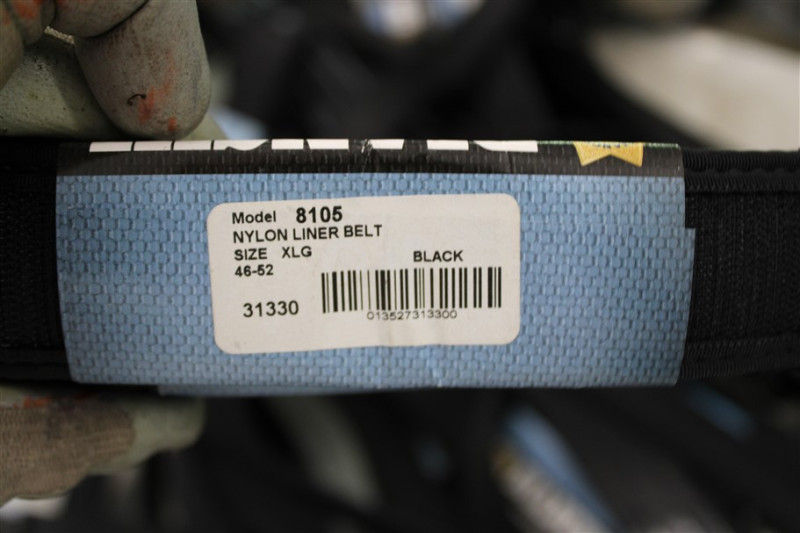 Model 8105
NYLON LINER BELT
SIZE XLG
BLACK
46-52
31330
013527313300